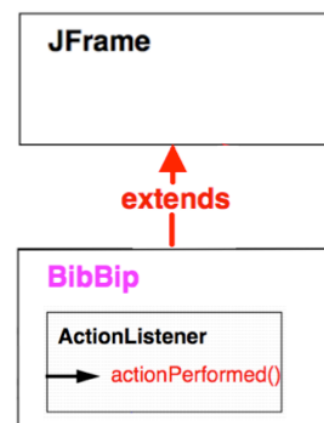 JFrame
extends
BibBip
ActionListener
actionPerformed()